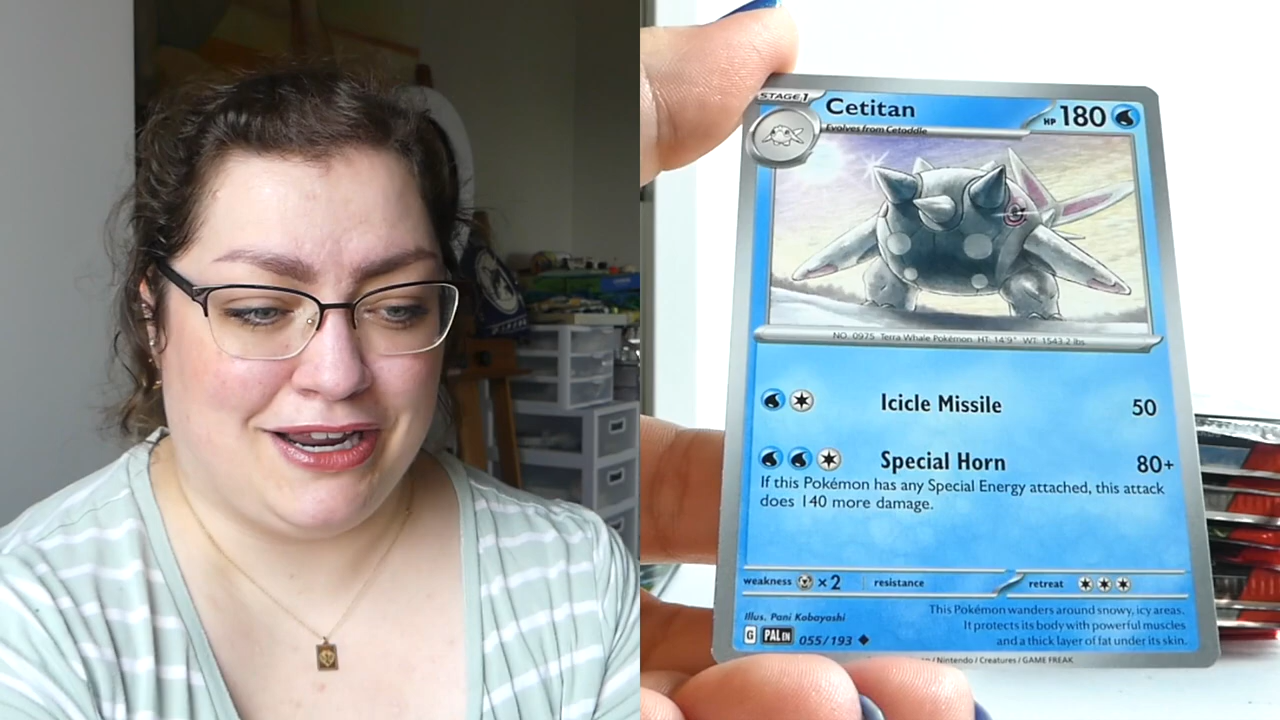 STAGE 1
Cetitan
HP 180
Evolves from Cetoddle
NO. 0975 Terra Whale Pokémon HT: 14'9" WT: 1543.2 lbs
Icicle Missile 50
Special Horn 80+
If this Pokémon has any Special Energy attached, this attack
does 140 more damage.
weakness ×2 resistance retreat
Illus. Pani Kobayashi
This Pokémon wanders around snowy, icy areas.
It protects its body with powerful muscles
and a thick layer of fat under its skin.
G PAL EN 055/193
/ Nintendo / Creatures / GAME FREAK